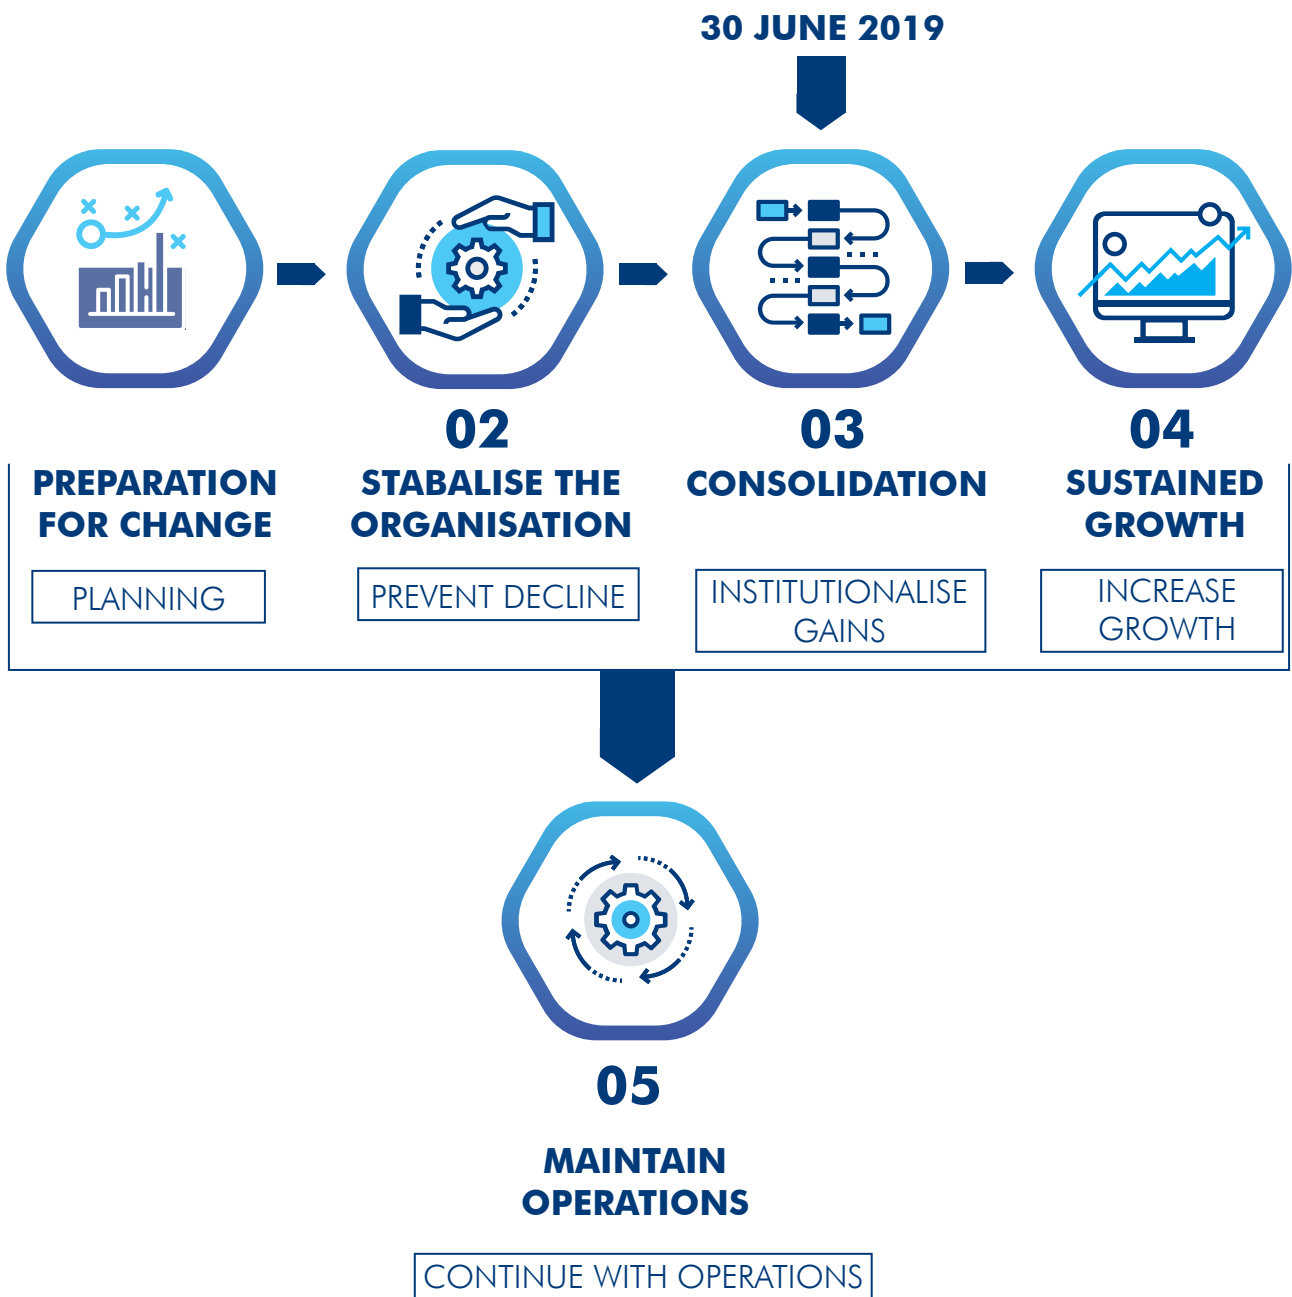 30 JUNE 2019
02
03
04
PREPARATION
FOR CHANGE
STABALISE THE
ORGANISATION
CONSOLIDATION
SUSTAINED
GROWTH
PLANNING
PREVENT DECLINE
INSTITUTIONALISE
GAINS
INCREASE
GROWTH
05
MAINTAIN
OPERATIONS
CONTINUE WITH OPERATIONS